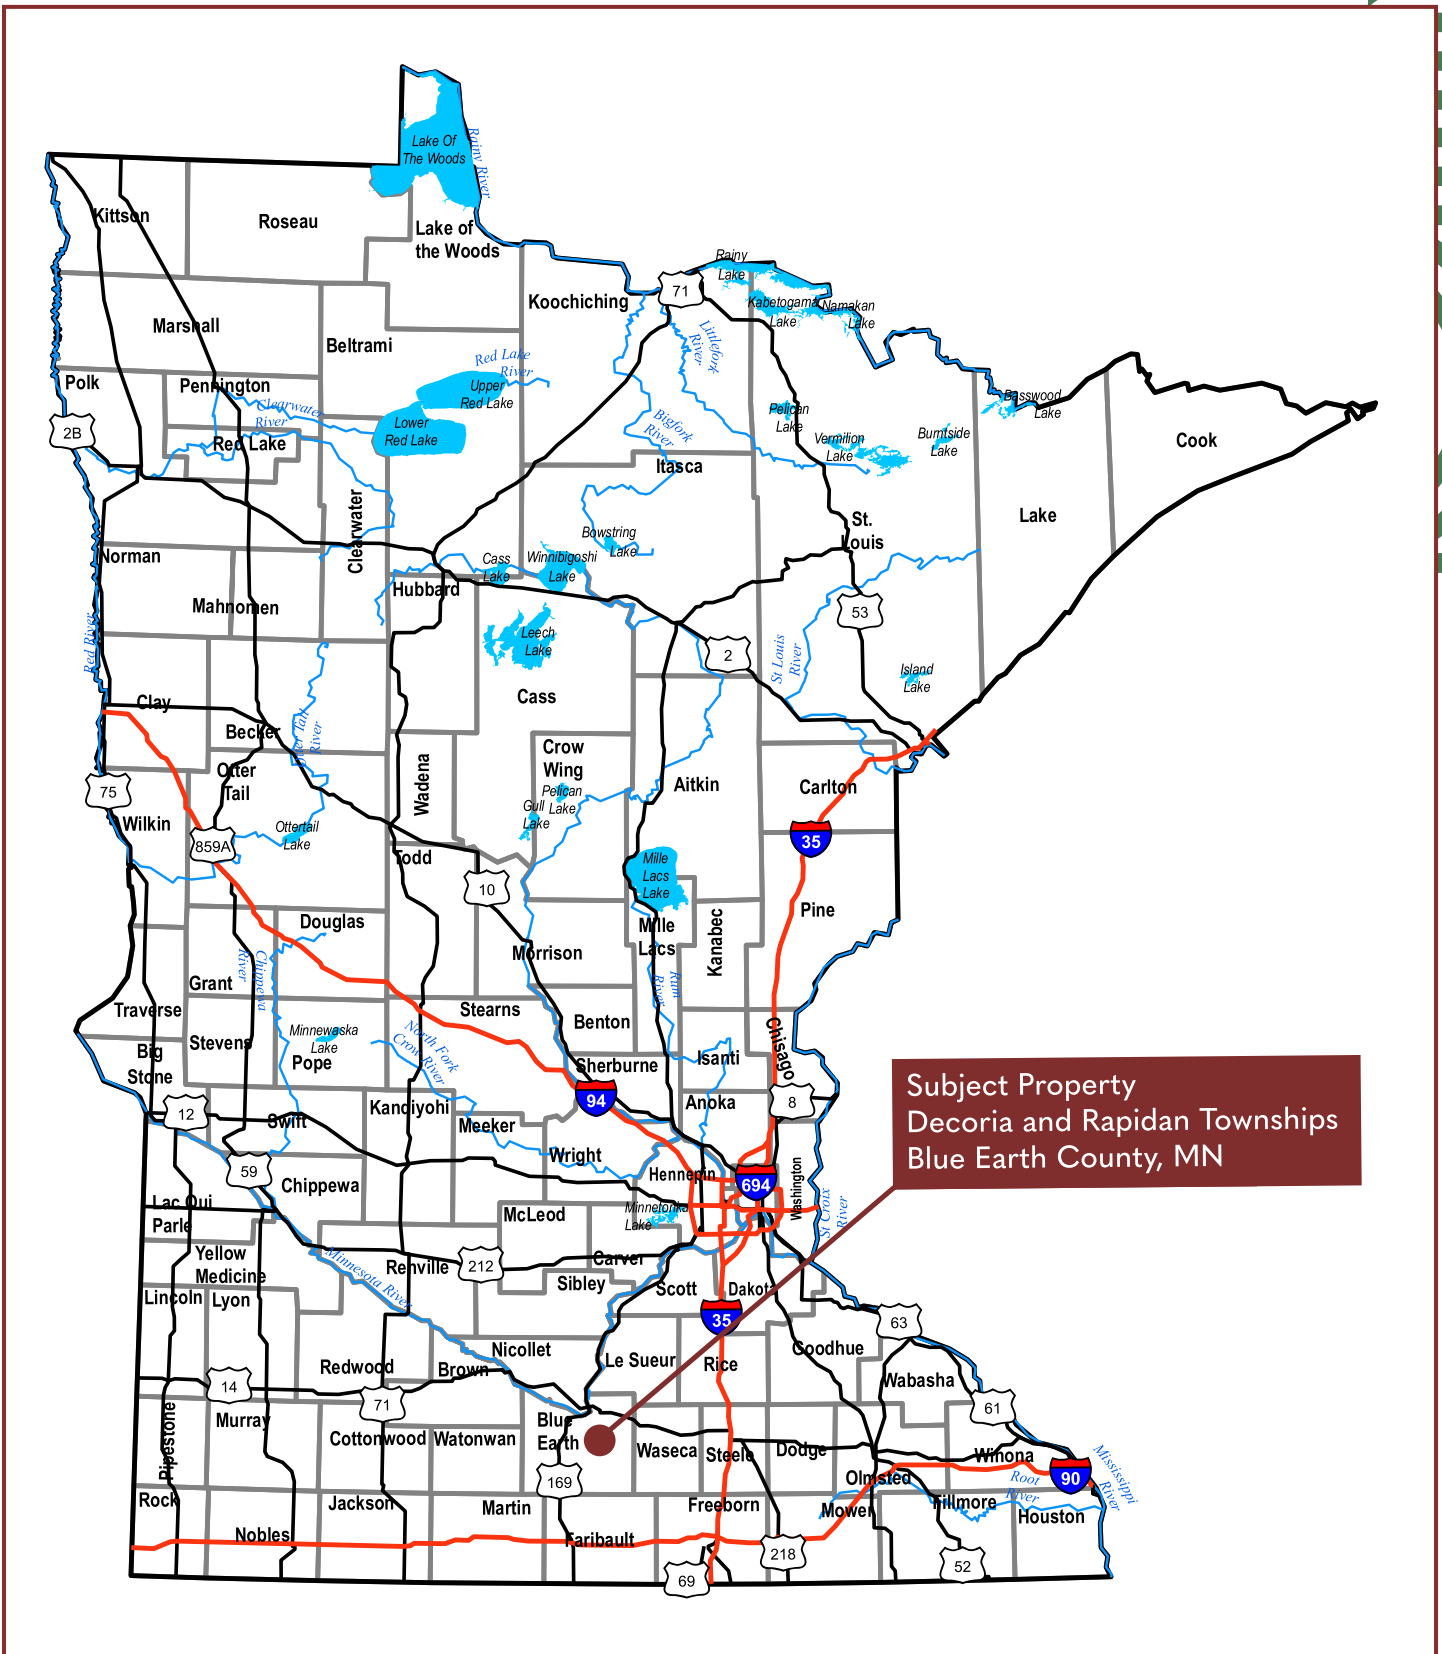 Lake Of
The Woods
Rainy River
Kittson
Roseau
Lake of
the Woods
Rainy
Lake
Koochiching
71
Kabetogama
Lake
Namakan
Lake
Marshall
Beltrami
Littlefork
River
Red Lake
River
Upper
Red Lake
Polk
Pennington
Clearwater
River
Lower
Red Lake
2B
Red Lake
Bigfork
River
Pelican
Lake
Vermilion
Lake
Burntside
Lake
Basswood
Lake
Cook
Itasca
Lake
St.
Louis
Clearwater
Bowstring
Lake
Norman
Cass
Lake
Winnibigoshi
Lake
Hubbard
Mahnomen
53
Red River
Leech
Lake
2
St Louis
River
Island
Lake
Clay
Cass
Becker
Otter Tail
River
Otter
Tail
Wadena
Crow
Wing
Pelican
Lake
Gull
Lake
Aitkin
Carlton
75
Wilkin
Ottertail
Lake
859A
35
Todd
10
Mille
Lacs
Lake
Douglas
Pine
Mille
Lacs
Kanabec
Morrison
Chippewa
River
Grant
Rum
River
Traverse
Stearns
Benton
Stevens
Minnewaska
Lake
Pope
North Fork
Crow River
Big
Stone
Sherburne
Isanti
Chisago
94
12
Swift
Kandiyohi
Meeker
Anoka
8
Subject Property
Decoria and Rapidan Townships
Blue Earth County, MN
Wright
59
Chippewa
Hennepin
694
Washington
Lac Qui
Parle
McLeod
Minnetonka
Lake
St Croix
River
Yellow
Medicine
Minnesota River
Renville
212
Carver
Sibley
Scott
Dakota
Lincoln
Lyon
35
63
Nicollet
Le Sueur
Rice
Goodhue
Redwood
Brown
Wabasha
14
71
61
Pipestone
Murray
Cottonwood
Watonwan
Blue
Earth
Waseca
Steele
Dodge
Olmsted
Winona
169
90
Mississippi
River
Rock
Jackson
Martin
Freeborn
Mower
Fillmore
Root
River
Houston
Nobles
Faribault
218
69
52